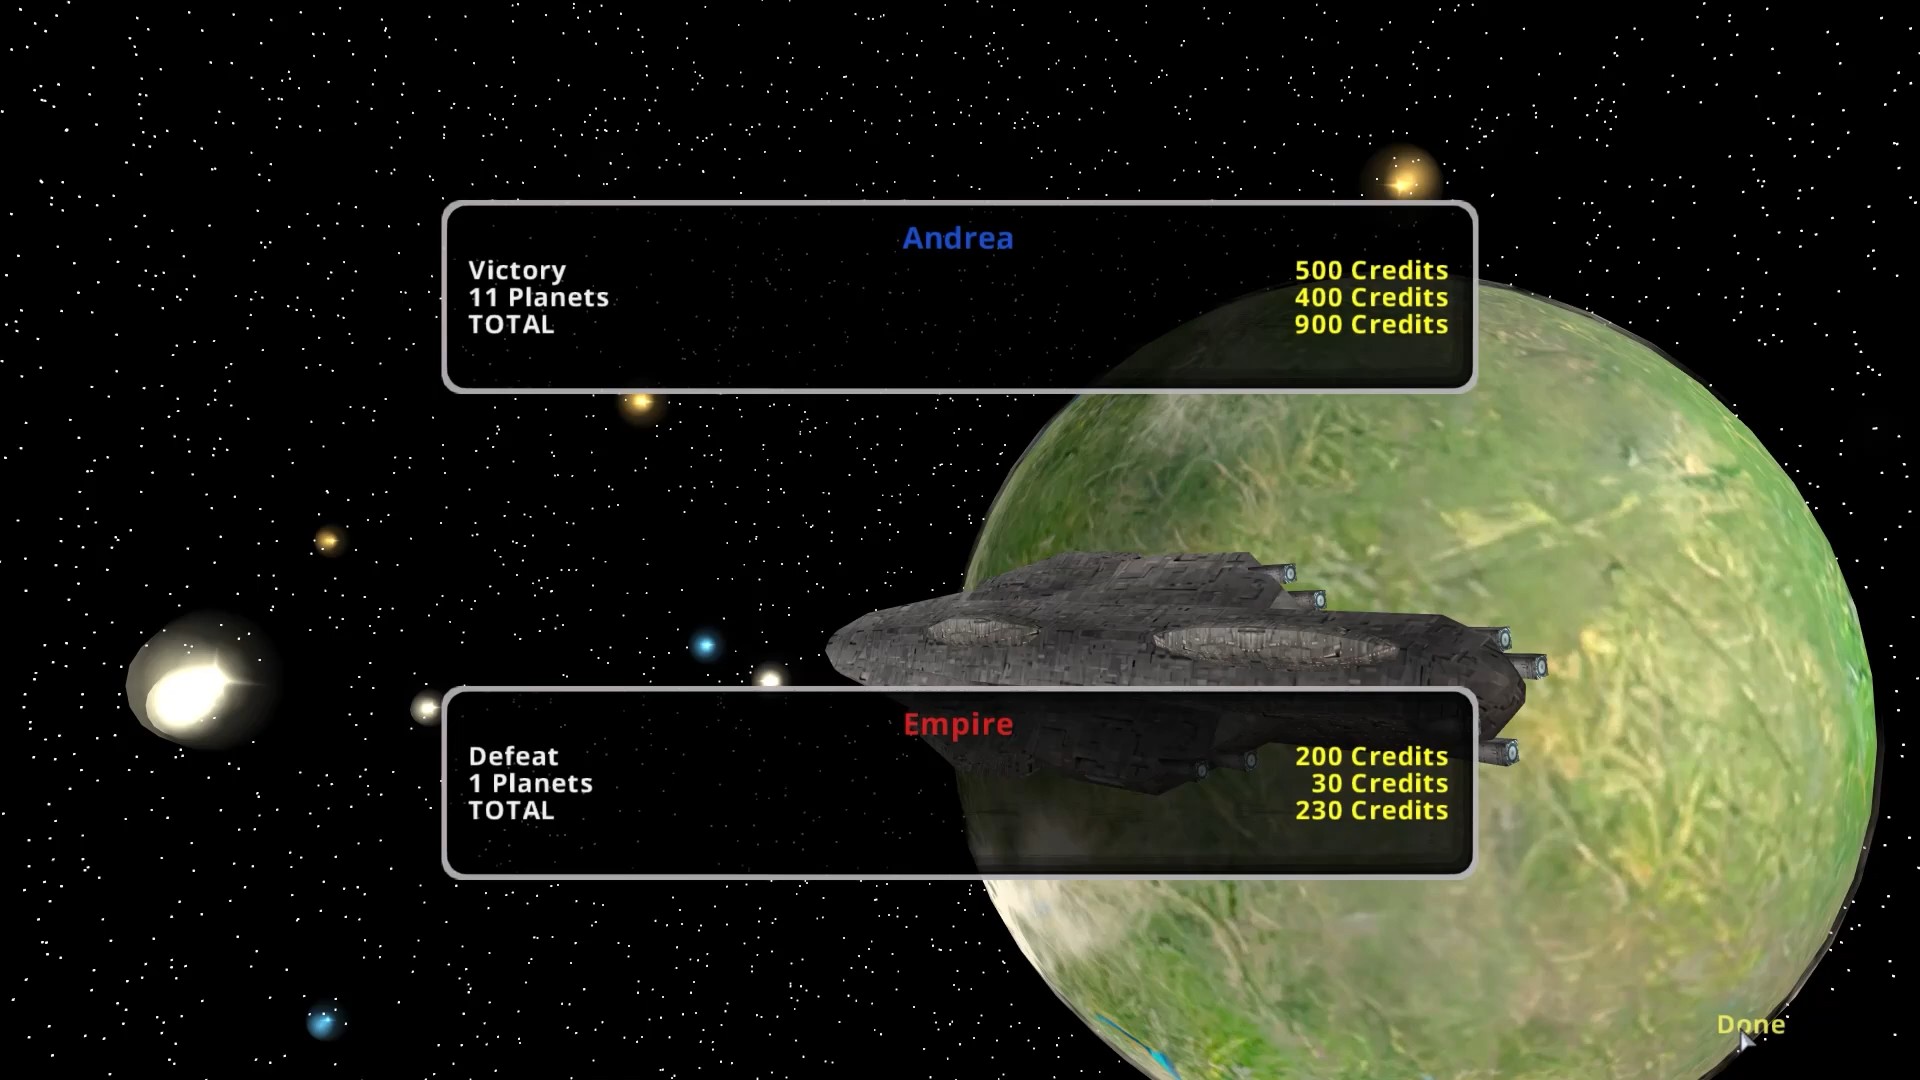 Andrea
Victory 500 Credits
11 Planets 400 Credits
TOTAL 900 Credits
Empire
Defeat 200 Credits
1 Planets 30 Credits
TOTAL 230 Credits
Done